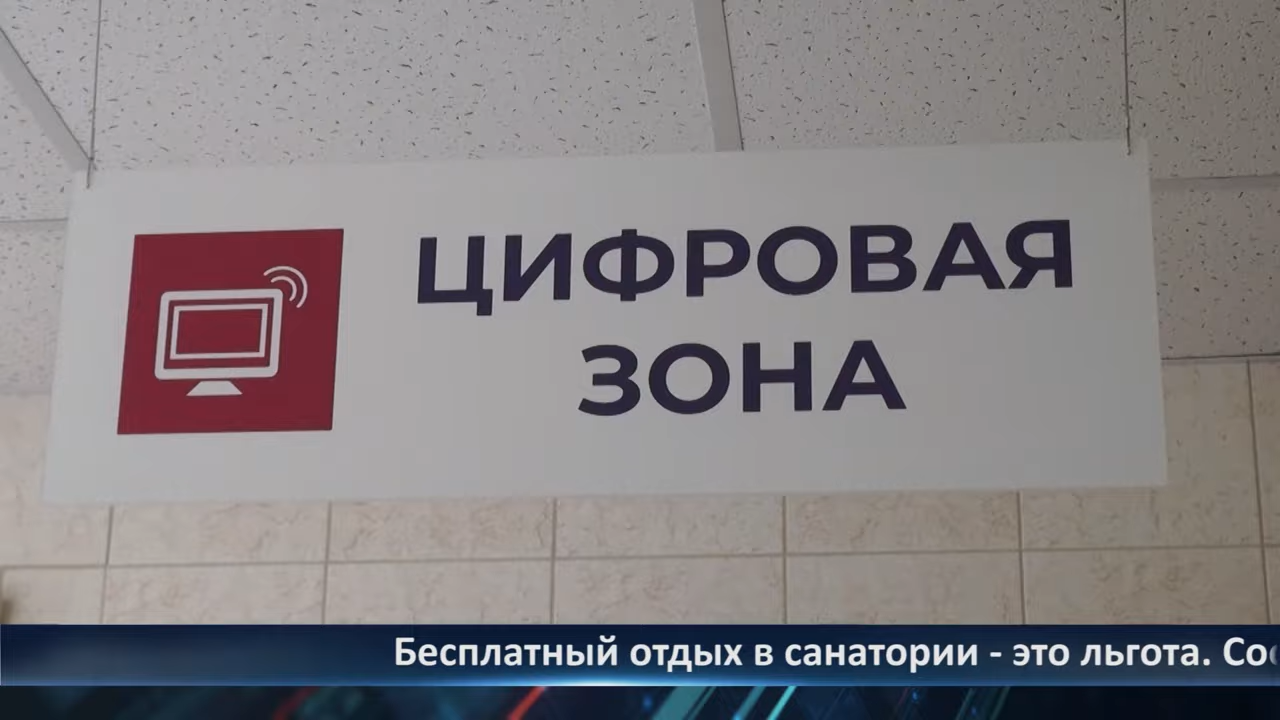 ЦИФРОВАЯ
ЗОНА
Бесплатный отдых в санатории - это льгота.